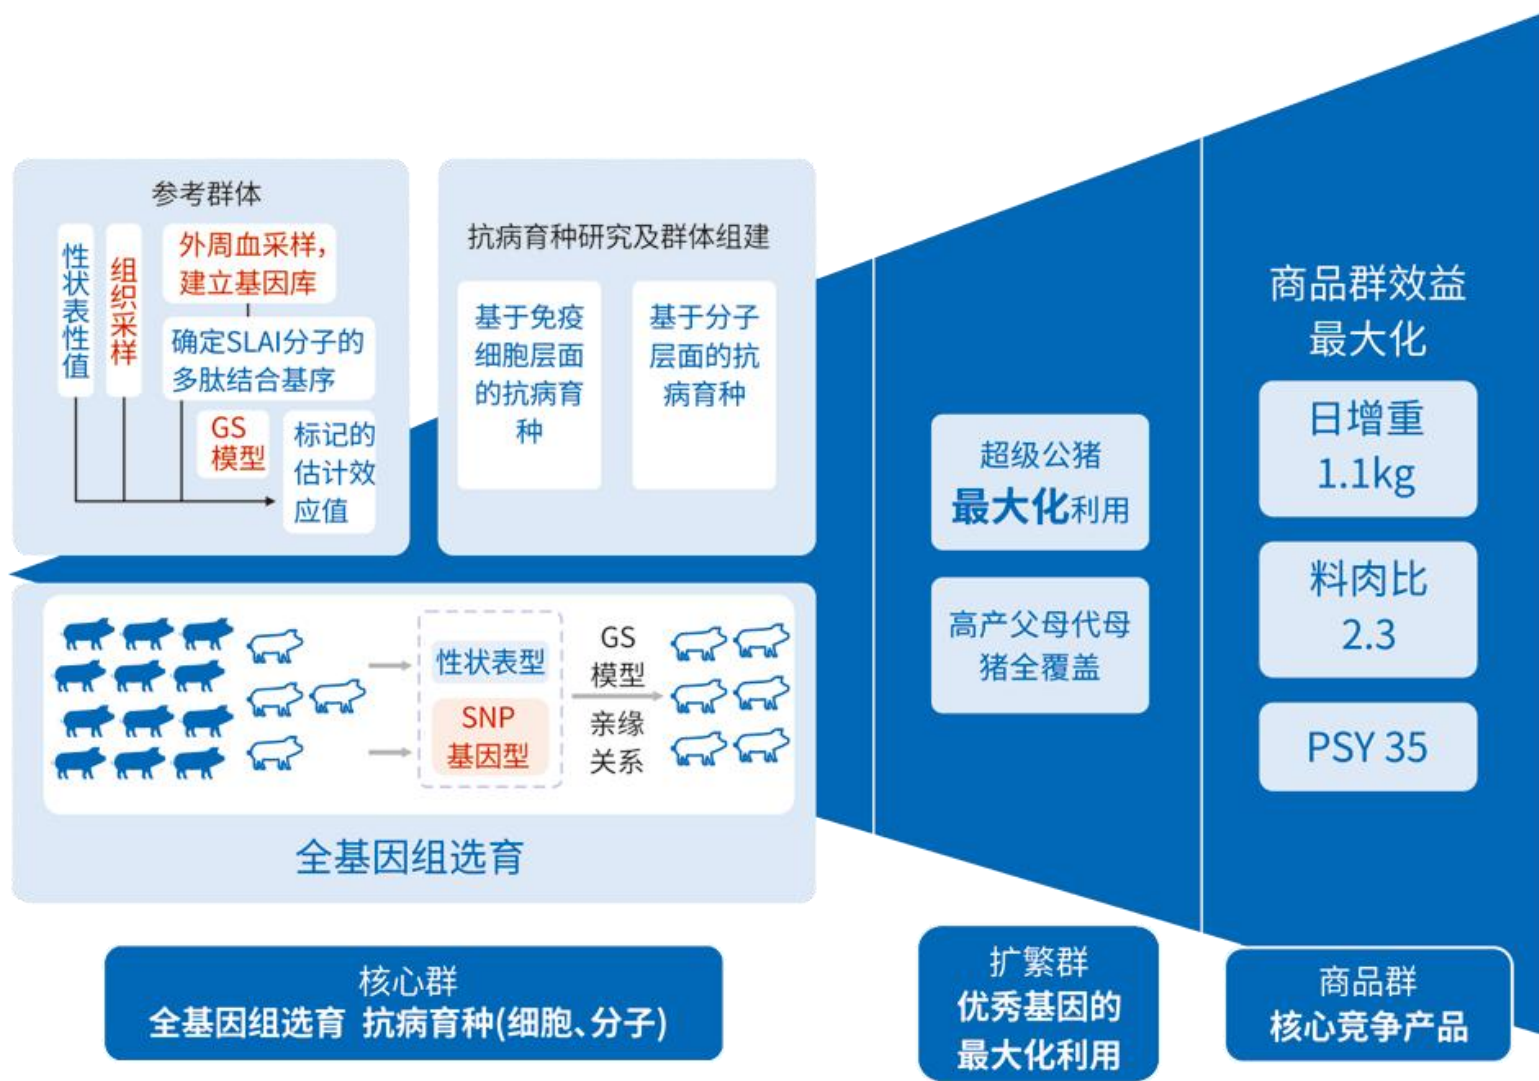 参考群体
性状表性值
组织采样
外周血采样，
建立基因库
确定SLAI分子的
多肽结合基序
GS
模型
标记的
估计效
应值
抗病育种研究及群体组建
基于免疫
细胞层面
的抗病育
种
基于分子
层面的抗
病育种
性状表型
SNP
基因型
GS
模型
亲缘
关系
全基因组选育
超级公猪
最大化利用
高产父母代母
猪全覆盖
商品群效益
最大化
日增重
1.1kg
料肉比
2.3
PSY 35
核心群
全基因组选育 抗病育种(细胞、分子)
扩繁群
优秀基因的
最大化利用
商品群
核心竞争产品